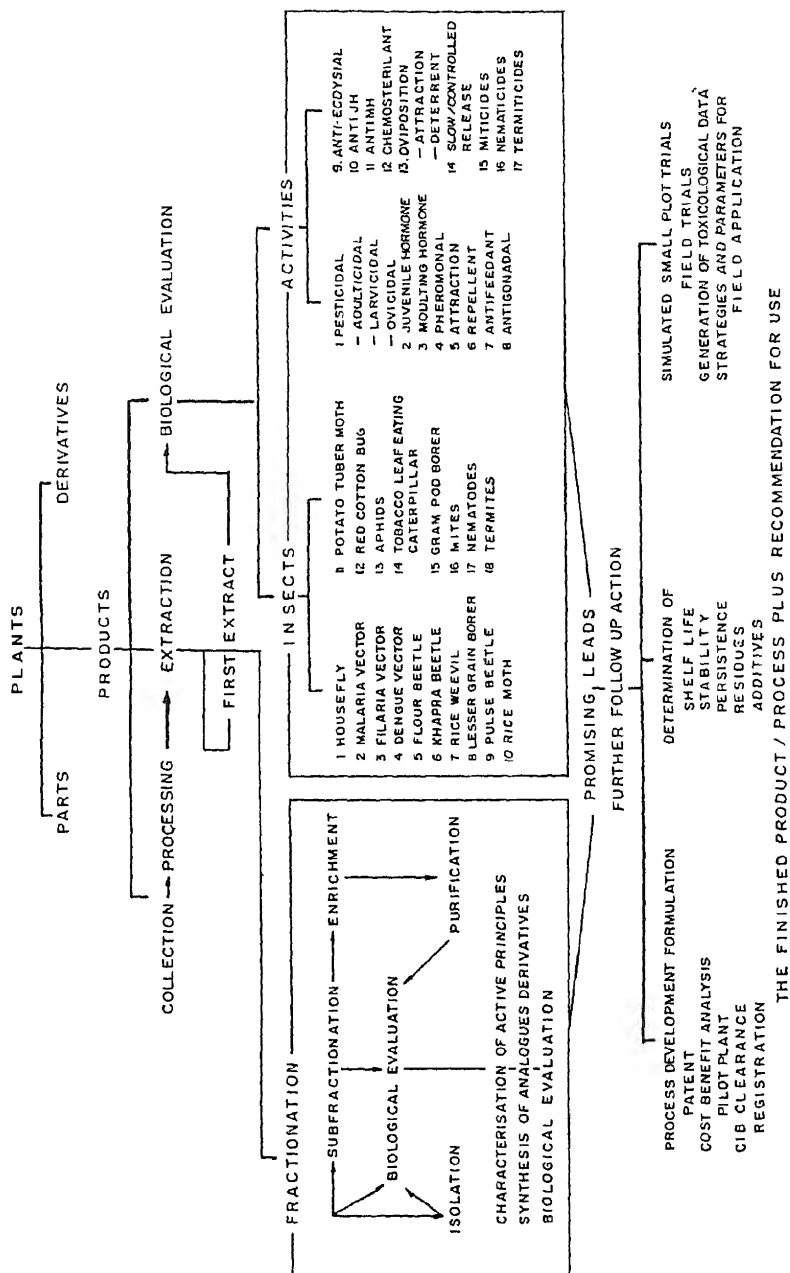 PLANTS
PARTS
DERIVATIVES
PRODUCTS
COLLECTION
PROCESSING
EXTRACTION
BIOLOGICAL EVALUATION
FIRST EXTRACT
FRACTIONATION
SUBFRACTIONATION
ENRICHMENT
BIOLOGICAL EVALUATION
ISOLATION
PURIFICATION
CHARACTERISATION OF ACTIVE PRINCIPLES
SYNTHESIS OF ANALOGUES DERIVATIVES
BIOLOGICAL EVALUATION
INSECTS
1 HOUSEFLY
2 MALARIA VECTOR
3 FILARIA VECTOR
4 DENGUE VECTOR
5 FLOUR BEETLE
6 KHAPRA BEETLE
7 RICE WEEVIL
8 LESSER GRAIN BORER
9 PULSE BEETLE
10 RICE MOTH
11 POTATO TUBER MOTH
12 RED COTTON BUG
13 APHIDS
14 TOBACCO LEAF EATING
CATERPILLAR
15 GRAM POD BORER
16 MITES
17 NEMATODES
18 TERMITES
ACTIVITIES
1 PESTICIDAL
- ADULTICIDAL
- LARVICIDAL
- OVICIDAL
2 JUVENILE HORMONE
3 MOULTING HORMONE
4 PHEROMONAL
5 ATTRACTION
6 REPELLENT
7 ANTIFEEDANT
8 ANTIGONADAL
9. ANTI-ECDYSIAL
10 ANTIJH
11 ANTIMH
12 CHEMOSTERILANT
13. OVIPOSITION
- ATTRACTION
- DETERRENT
14 SLOW/CONTROLLED
RELEASE
15 MITICIDES
16 NEMATICIDES
17 TERMITICIDES
PROMISING LEADS
FURTHER FOLLOW UP ACTION
PROCESS DEVELOPMENT FORMULATION
PATENT
COST BENEFIT ANALYSIS
PILOT PLANT
CIB CLEARANCE
REGISTRATION
DETERMINATION OF
SHELF LIFE
STABILITY
PERSISTENCE
RESIDUES
ADDITIVES
SIMULATED SMALL PLOT TRIALS
FIELD TRIALS
GENERATION OF TOXICOLOGICAL DATA
STRATEGIES AND PARAMETERS FOR
FIELD APPLICATION
THE FINISHED PRODUCT / PROCESS PLUS RECOMMENDATION FOR USE